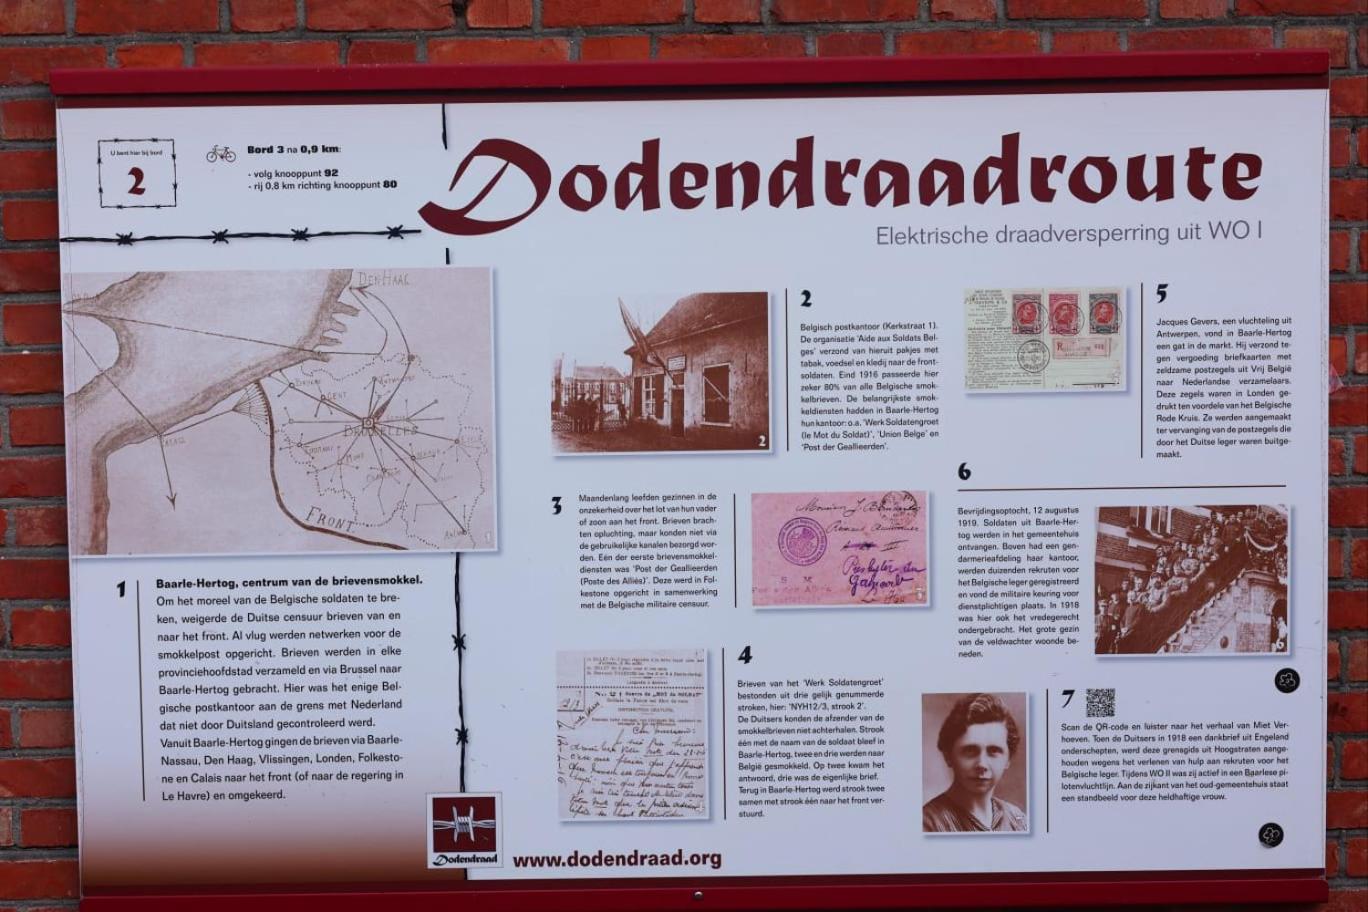 U bent hier bij bord
2
Bord 3 na 0,9 km:
- volg knooppunt 92
- rij 0.8 km richting knooppunt 80
Dodendraadroute
Elektrische draadversperring uit WO I
DEN HAAG
GENT
BRUXELLES
FRONT
1
1
Baarle-Hertog, centrum van de brievensmokkel.
Om het moreel van de Belgische soldaten te bre-
ken, weigerde de Duitse censuur brieven van en
naar het front. Al vlug werden netwerken voor de
smokkelpost opgericht. Brieven werden in elke
provinciehoofdstad verzameld en via Brussel naar
Baarle-Hertog gebracht. Hier was het enige Bel-
gische postkantoor aan de grens met Nederland
dat niet door Duitsland gecontroleerd werd.
Vanuit Baarle-Hertog gingen de brieven via Baarle-
Nassau, Den Haag, Vlissingen, Londen, Folkesto-
ne en Calais naar het front (of naar de regering in
Le Havre) en omgekeerd.
2
2
Belgisch postkantoor (Kerkstraat 1).
De organisatie 'Aide aux Soldats Bel-
ges' verzond van hieruit pakjes met
tabak, voedsel en kledij naar de front-
soldaten. Eind 1916 passeerde hier
zeker 80% van alle Belgische smok-
kelbrieven. De belangrijkste smok-
keldiensten hadden in Baarle-Hertog
hun kantoor: o.a. 'Werk Soldatengroet
(le Mot du Soldat)', 'Union Belge' en
'Post der Geallieerden'.
3
Maandenlang leefden gezinnen in de
onzekerheid over het lot van hun vader
of zoon aan het front. Brieven brach-
ten opluchting, maar konden niet via
de gebruikelijke kanalen bezorgd wor-
den. Eén der eerste brievensmokkel-
diensten was 'Post der Geallieerden
(Poste des Alliés)'. Deze werd in Fol-
kestone opgericht in samenwerking
met de Belgische militaire censuur.
4
Brieven van het 'Werk Soldatengroet'
bestonden uit drie gelijk genummerde
stroken, hier: 'NYH12/3, strook 2'.
De Duitsers konden de afzender van de
smokkelbrieven niet achterhalen. Strook
één met de naam van de soldaat bleef in
Baarle-Hertog, twee en drie werden naar
België gesmokkeld. Op twee kwam het
antwoord, drie was de eigenlijke brief.
Terug in Baarle-Hertog werd strook twee
samen met strook één naar het front ver-
stuurd.
5
Jacques Gevers, een vluchteling uit
Antwerpen, vond in Baarle-Hertog
een gat in de markt. Hij verzond te-
gen vergoeding briefkaarten met
zeldzame postzegels uit Vrij België
naar Nederlandse verzamelaars.
Deze zegels waren in Londen ge-
drukt ten voordele van het Belgische
Rode Kruis. Ze werden aangemaakt
ter vervanging van de postzegels die
door het Duitse leger waren buitge-
maakt.
6
Bevrijdingsoptocht, 12 augustus
1919. Soldaten uit Baarle-Her-
tog werden in het gemeentehuis
ontvangen. Boven had een gen-
darmerieafdeling haar kantoor,
werden duizenden rekruten voor
het Belgische leger geregistreerd
en vond de militaire keuring voor
dienstplichtigen plaats. In 1918
was hier ook het vredegerecht
ondergebracht. Het grote gezin
van de veldwachter woonde be-
neden.
6
7
Scan de QR-code en luister naar het verhaal van Miet Ver-
hoeven. Toen de Duitsers in 1918 een dankbrief uit Engeland
onderschepten, werd deze grensgids uit Hoogstraten aange-
houden wegens het verlenen van hulp aan rekruten voor het
Belgische leger. Tijdens WO II was zij actief in een Baarlese pi-
lotenvluchtlijn. Aan de zijkant van het oud-gemeentehuis staat
een standbeeld voor deze heldhaftige vrouw.
Dodendraad
www.dodendraad.org